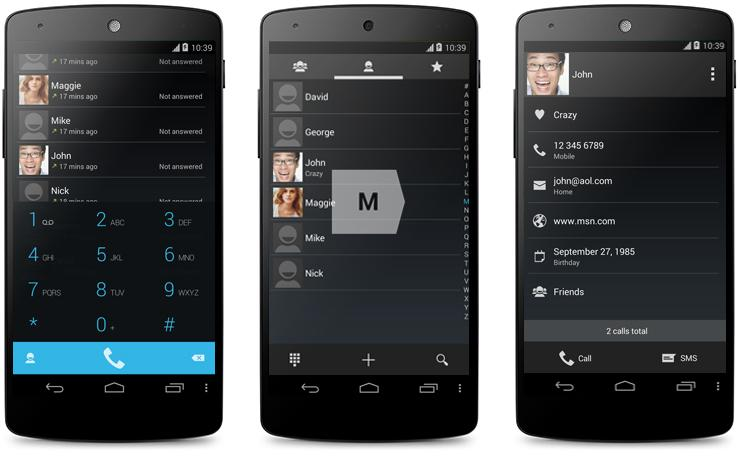 10:39
17 mins ago Not answered
Maggie
17 mins ago Not answered
Mike
17 mins ago Not answered
John
17 mins ago Not answered
Nick
18 mins ago Not answered
1 2 ABC 3 DEF
4 GHI 5 JKL 6 MNO
7 PQRS 8 TUV 9 WXYZ
* 0 + #
10:39
David
George
John
Crazy
Maggie
Mike
Nick
M
#
A
B
C
D
E
F
G
H
I
J
K
L
M
N
O
P
Q
R
S
T
U
V
W
X
Y
Z
10:39
John
Crazy
12 345 6789
Mobile
john@aol.com
Home
www.msn.com
September 27, 1985
Birthday
Friends
2 calls total
Call SMS